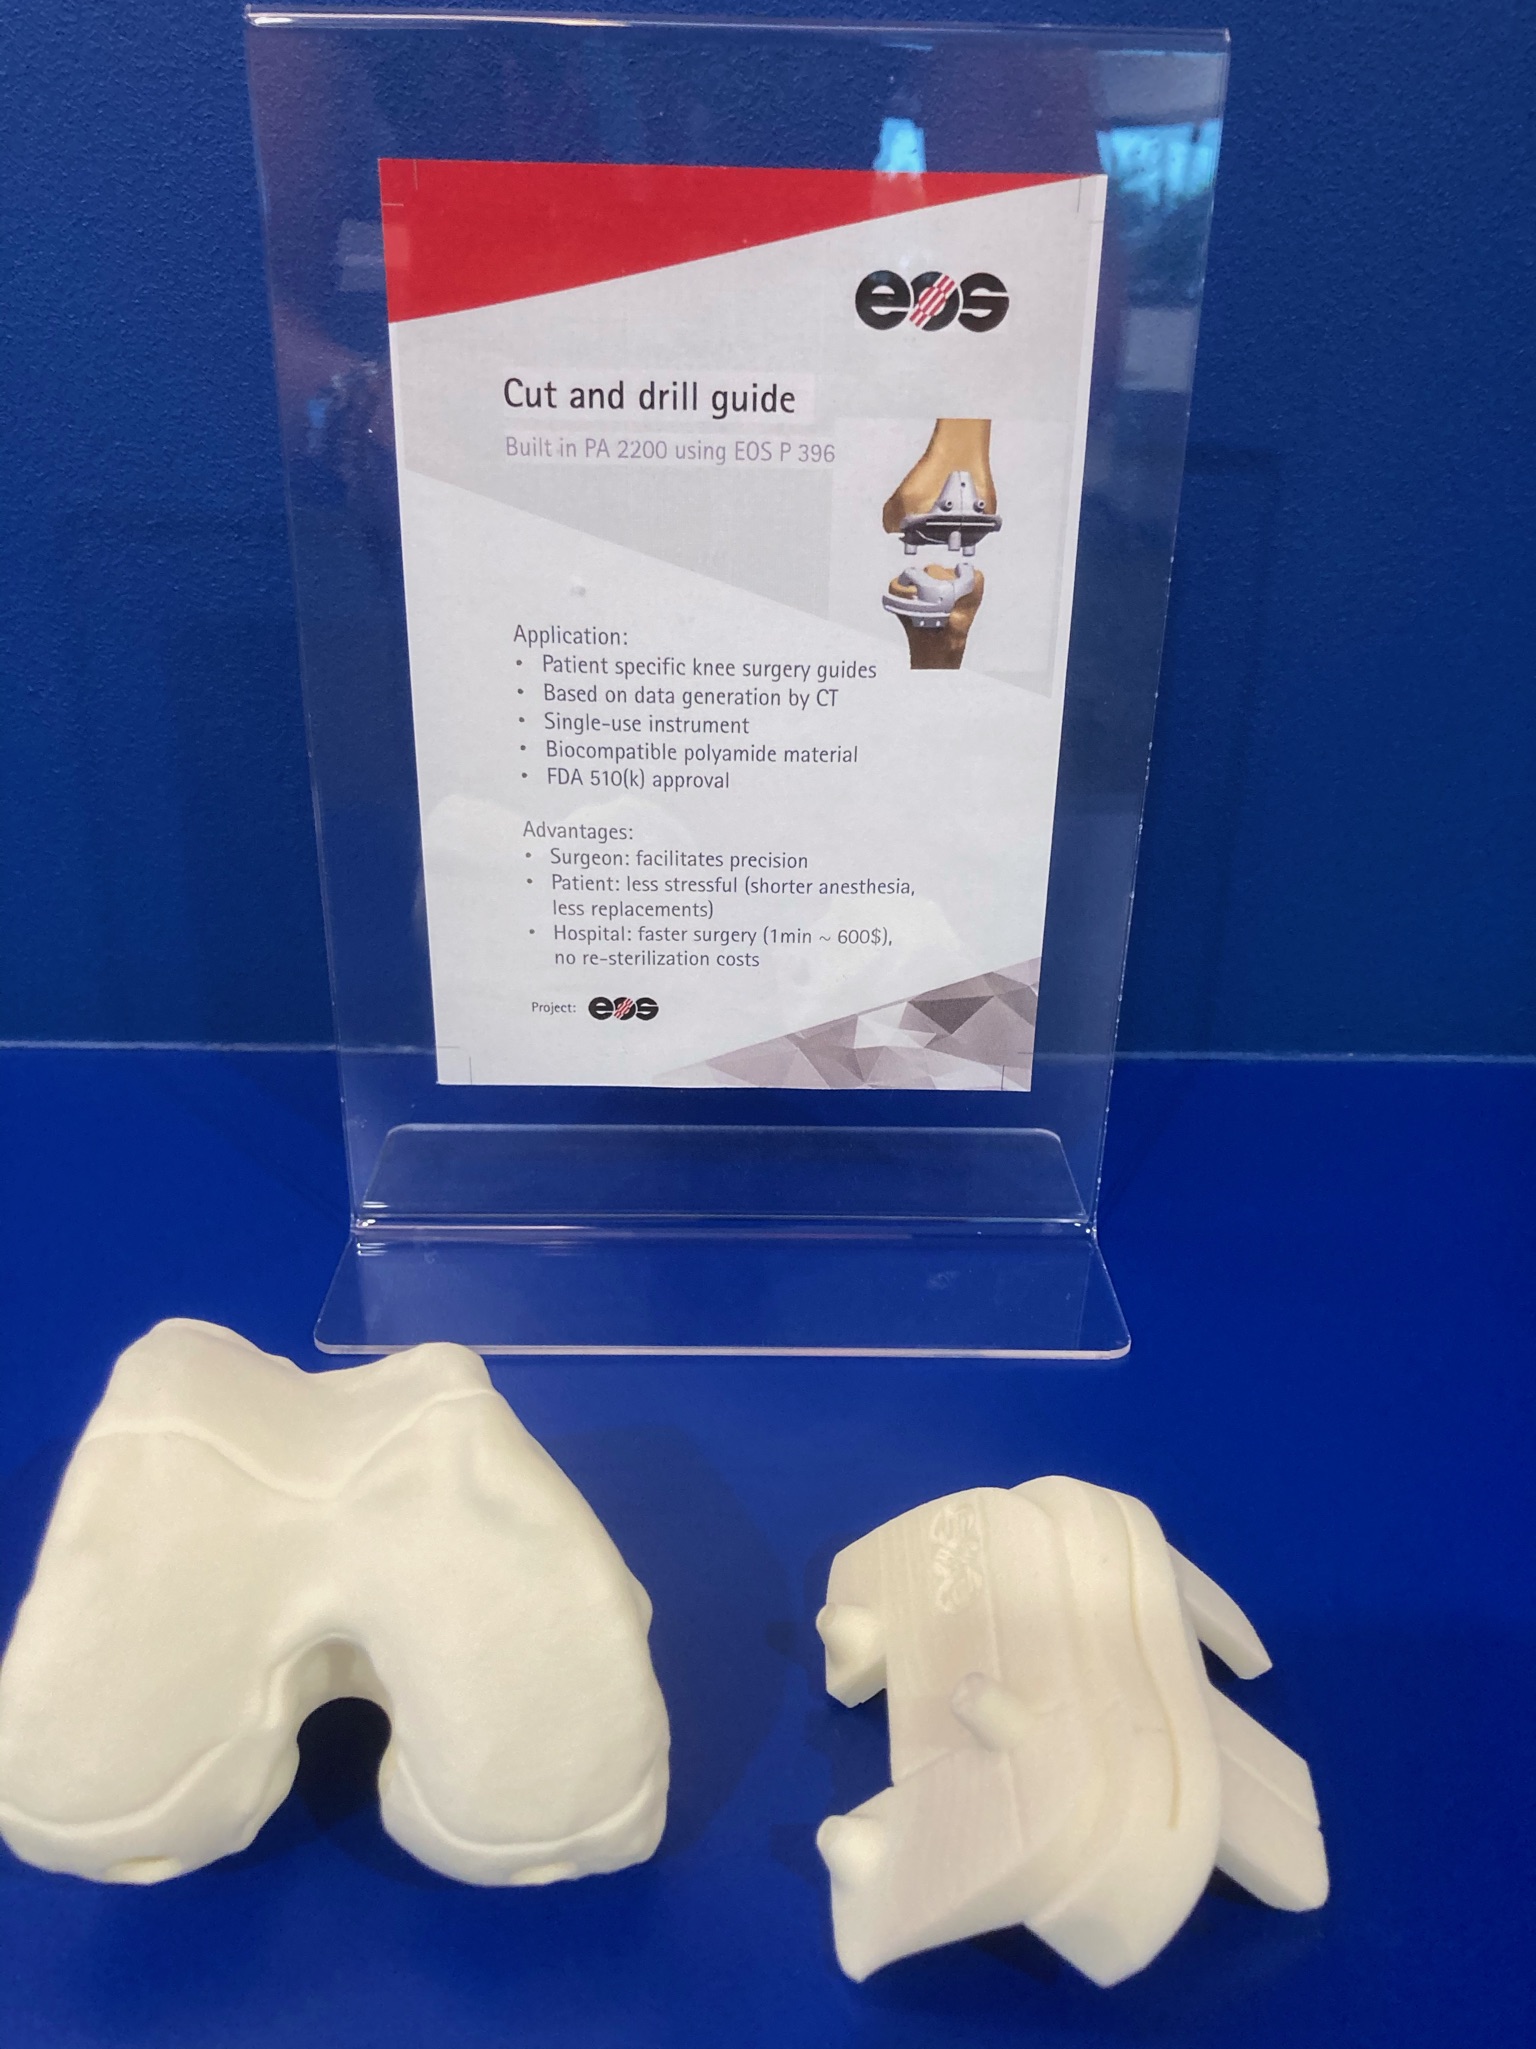 eos
Cut and drill guide
Built in PA 2200 using EOS P 396
Application:
• Patient specific knee surgery guides
• Based on data generation by CT
• Single-use instrument
• Biocompatible polyamide material
• FDA 510(k) approval
Advantages:
• Surgeon: facilitates precision
• Patient: less stressful (shorter anesthesia,
less replacements)
• Hospital: faster surgery (1min ~ 600$),
no re-sterilization costs
Project: eos